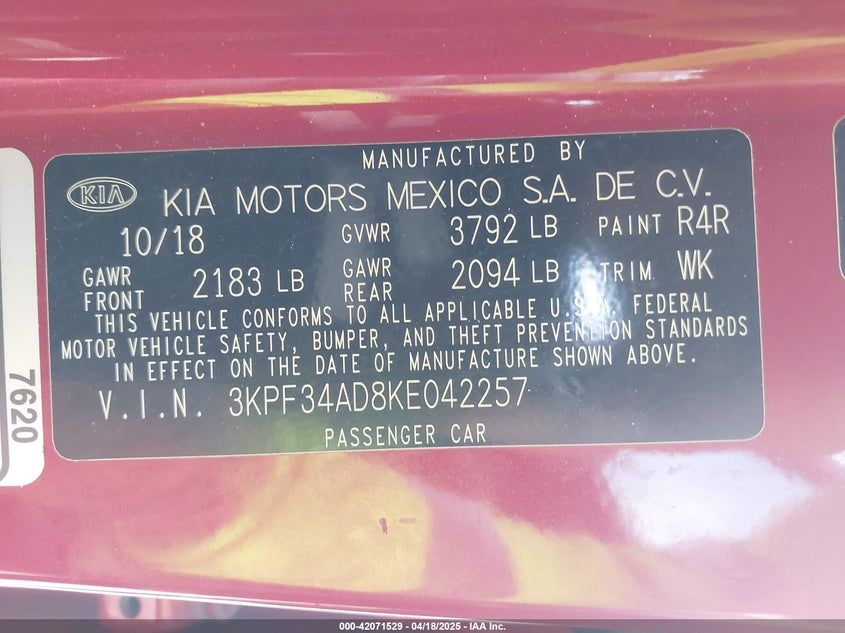 MANUFACTURED BY
KIA KIA MOTORS MEXICO S.A. DE C.V.
10/18 GVWR 3792 LB PAINT R4R
GAWR FRONT 2183 LB GAWR REAR 2094 LB TRIM WK
THIS VEHICLE CONFORMS TO ALL APPLICABLE U.S.A. FEDERAL
MOTOR VEHICLE SAFETY, BUMPER, AND THEFT PREVENTION STANDARDS
IN EFFECT ON THE DATE OF MANUFACTURE SHOWN ABOVE.
V.I.N. 3KPF34AD8KE042257
PASSENGER CAR
7620
000-42071529 - 04/18/2025 - IAA Inc.